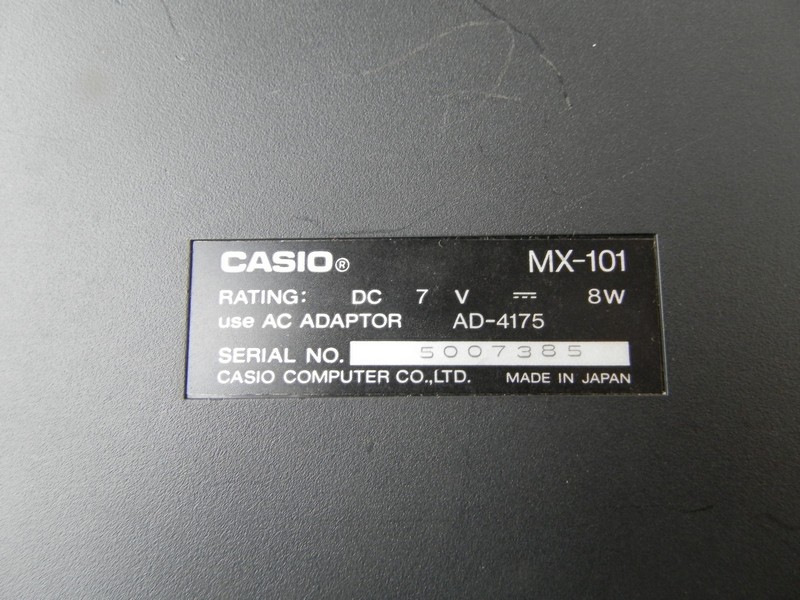 CASIO® MX-101
RATING: DC 7 V ⎓ 8W
use AC ADAPTOR AD-4175
SERIAL NO. 5007385
CASIO COMPUTER CO.,LTD. MADE IN JAPAN